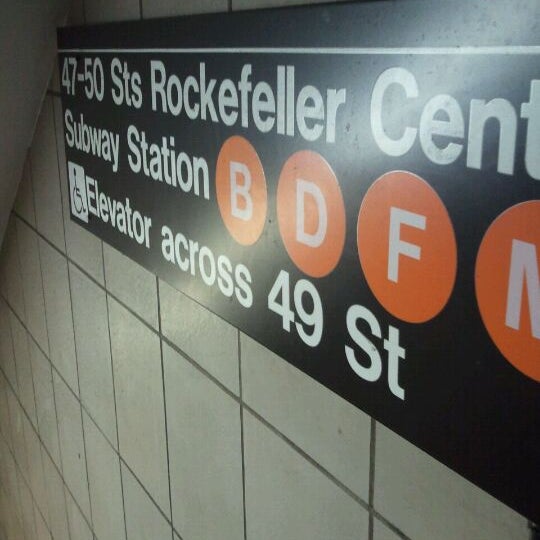 47-50 Sts Rockefeller Cent
Subway Station B D F M
Elevator across 49 St